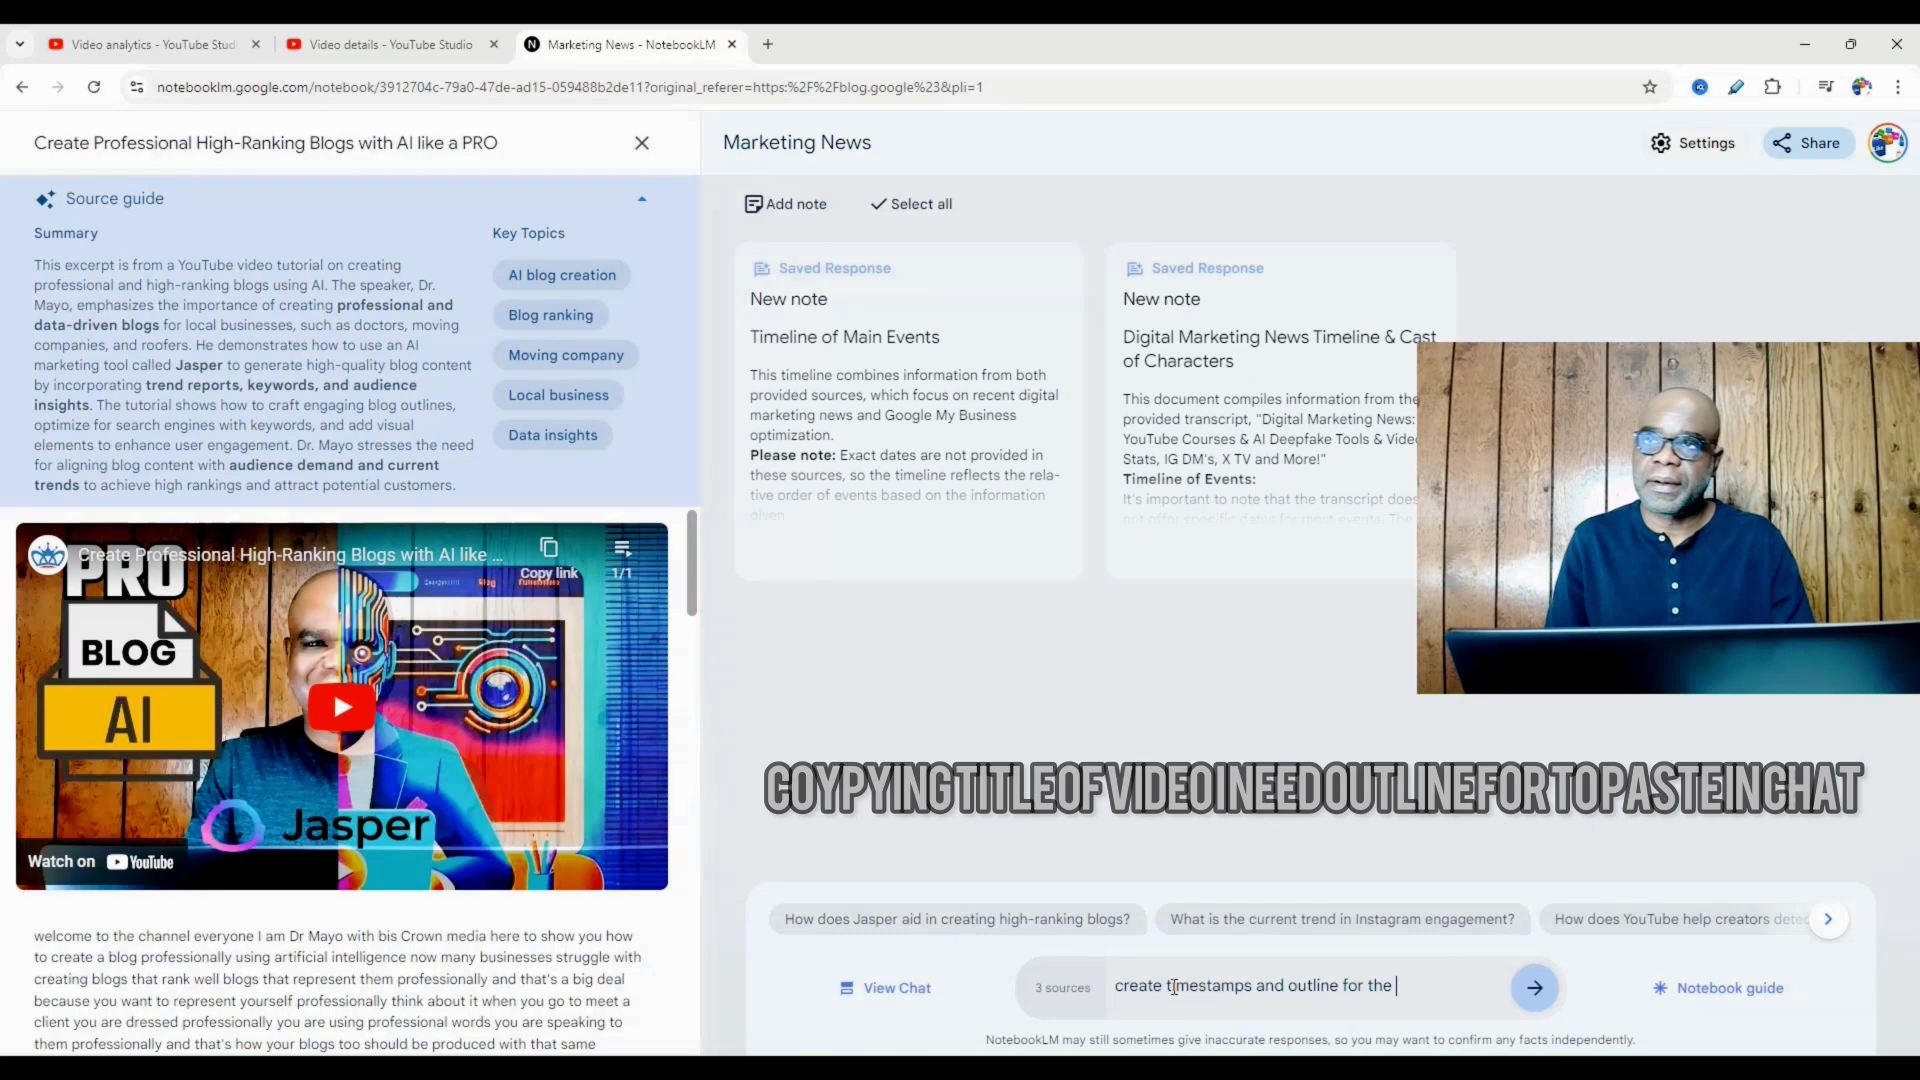 Video analytics - YouTube Stud
Video details - YouTube Studio
Marketing News - NotebookLM
notebooklm.google.com/notebook/3912704c-79a0-47de-ad15-059488b2de11?original_referer=https:%2F%2Fblog.google%23&pli=1
Create Professional High-Ranking Blogs with AI like a PRO
Source guide
Summary
This excerpt is from a YouTube video tutorial on creating
professional and high-ranking blogs using AI. The speaker, Dr.
Mayo, emphasizes the importance of creating professional and
data-driven blogs for local businesses, such as doctors, moving
companies, and roofers. He demonstrates how to use an AI
marketing tool called Jasper to generate high-quality blog content
by incorporating trend reports, keywords, and audience
insights. The tutorial shows how to craft engaging blog outlines,
optimize for search engines with keywords, and add visual
elements to enhance user engagement. Dr. Mayo stresses the need
for aligning blog content with audience demand and current
trends to achieve high rankings and attract potential customers.
Key Topics
AI blog creation
Blog ranking
Moving company
Local business
Data insights
Create Professional High-Ranking Blogs with AI like ...
Copy link
1/1
PRO
BLOG
AI
Blog
Jasper
Watch on YouTube
welcome to the channel everyone I am Dr Mayo with bis Crown media here to show you how
to create a blog professionally using artificial intelligence now many businesses struggle with
creating blogs that rank well blogs that represent them professionally and that's a big deal
because you want to represent yourself professionally think about it when you go to meet a
client you are dressed professionally you are using professional words you are speaking to
them professionally and that's how your blogs too should be produced with that same
Marketing News
Settings
Share
Add note
Select all
Saved Response
New note
Timeline of Main Events
This timeline combines information from both
provided sources, which focus on recent digital
marketing news and Google My Business
optimization.
Please note: Exact dates are not provided in
these sources, so the timeline reflects the rela-
tive order of events based on the information
given.
Saved Response
New note
Digital Marketing News Timeline & Cast
of Characters
This document compiles information from the
provided transcript, "Digital Marketing News:
YouTube Courses & AI Deepfake Tools & Vide
Stats, IG DM's, X TV and More!"
Timeline of Events:
It's important to note that the transcript does
not offer specific dates for most events. The
COYPYINGTITLEOFVIDEOINEEDOUTLINEFORTOPASTEINCHAT
How does Jasper aid in creating high-ranking blogs?
What is the current trend in Instagram engagement?
How does YouTube help creators detec
View Chat
3 sources
create timestamps and outline for the
Notebook guide
NotebookLM may still sometimes give inaccurate responses, so you may want to confirm any facts independently.